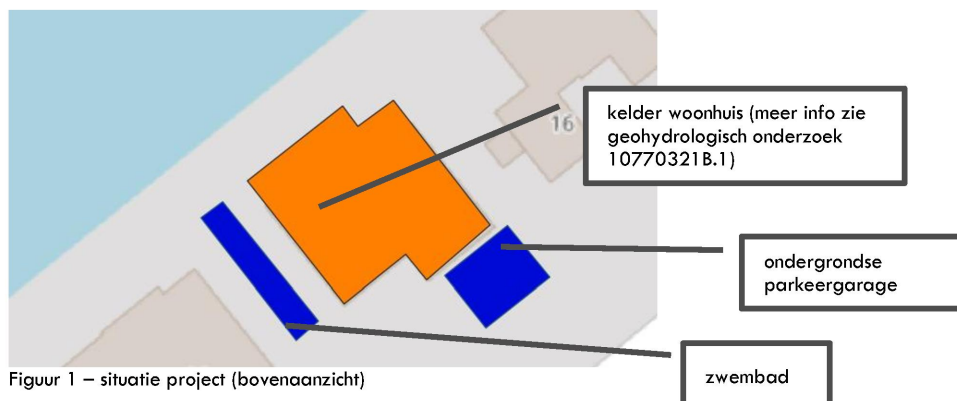 kelder woonhuis (meer info zie
geohydrologisch onderzoek
10770321B.1)
16
ondergrondse
parkeergarage
zwembad
Figuur 1 – situatie project (bovenaanzicht)